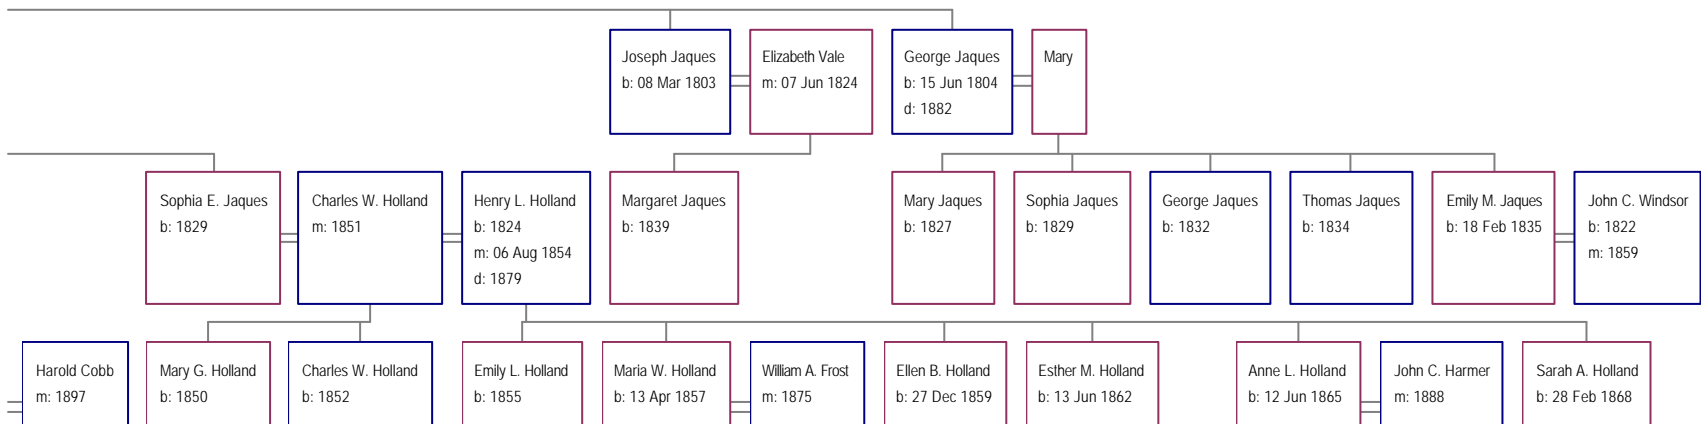 Joseph Jaques
b: 08 Mar 1803
Elizabeth Vale
m: 07 Jun 1824
George Jaques
b: 15 Jun 1804
d: 1882
Mary
Sophia E. Jaques
b: 1829
Charles W. Holland
m: 1851
Henry L. Holland
b: 1824
m: 06 Aug 1854
d: 1879
Margaret Jaques
b: 1839
Mary Jaques
b: 1827
Sophia Jaques
b: 1829
George Jaques
b: 1832
Thomas Jaques
b: 1834
Emily M. Jaques
b: 18 Feb 1835
John C. Windsor
b: 1822
m: 1859
Harold Cobb
m: 1897
Mary G. Holland
b: 1850
Charles W. Holland
b: 1852
Emily L. Holland
b: 1855
Maria W. Holland
b: 13 Apr 1857
William A. Frost
m: 1875
Ellen B. Holland
b: 27 Dec 1859
Esther M. Holland
b: 13 Jun 1862
Anne L. Holland
b: 12 Jun 1865
John C. Harmer
m: 1888
Sarah A. Holland
b: 28 Feb 1868